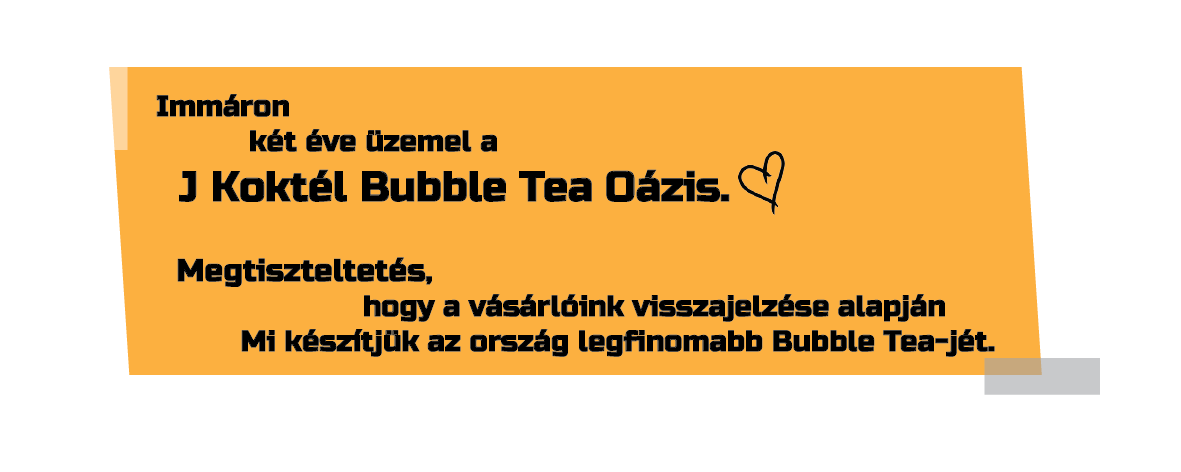 Immáron
két éve üzemel a
J Koktél Bubble Tea Oázis.
Megtiszteltetés,
hogy a vásárlóink visszajelzése alapján
Mi készítjük az ország legfinomabb Bubble Tea-jét.